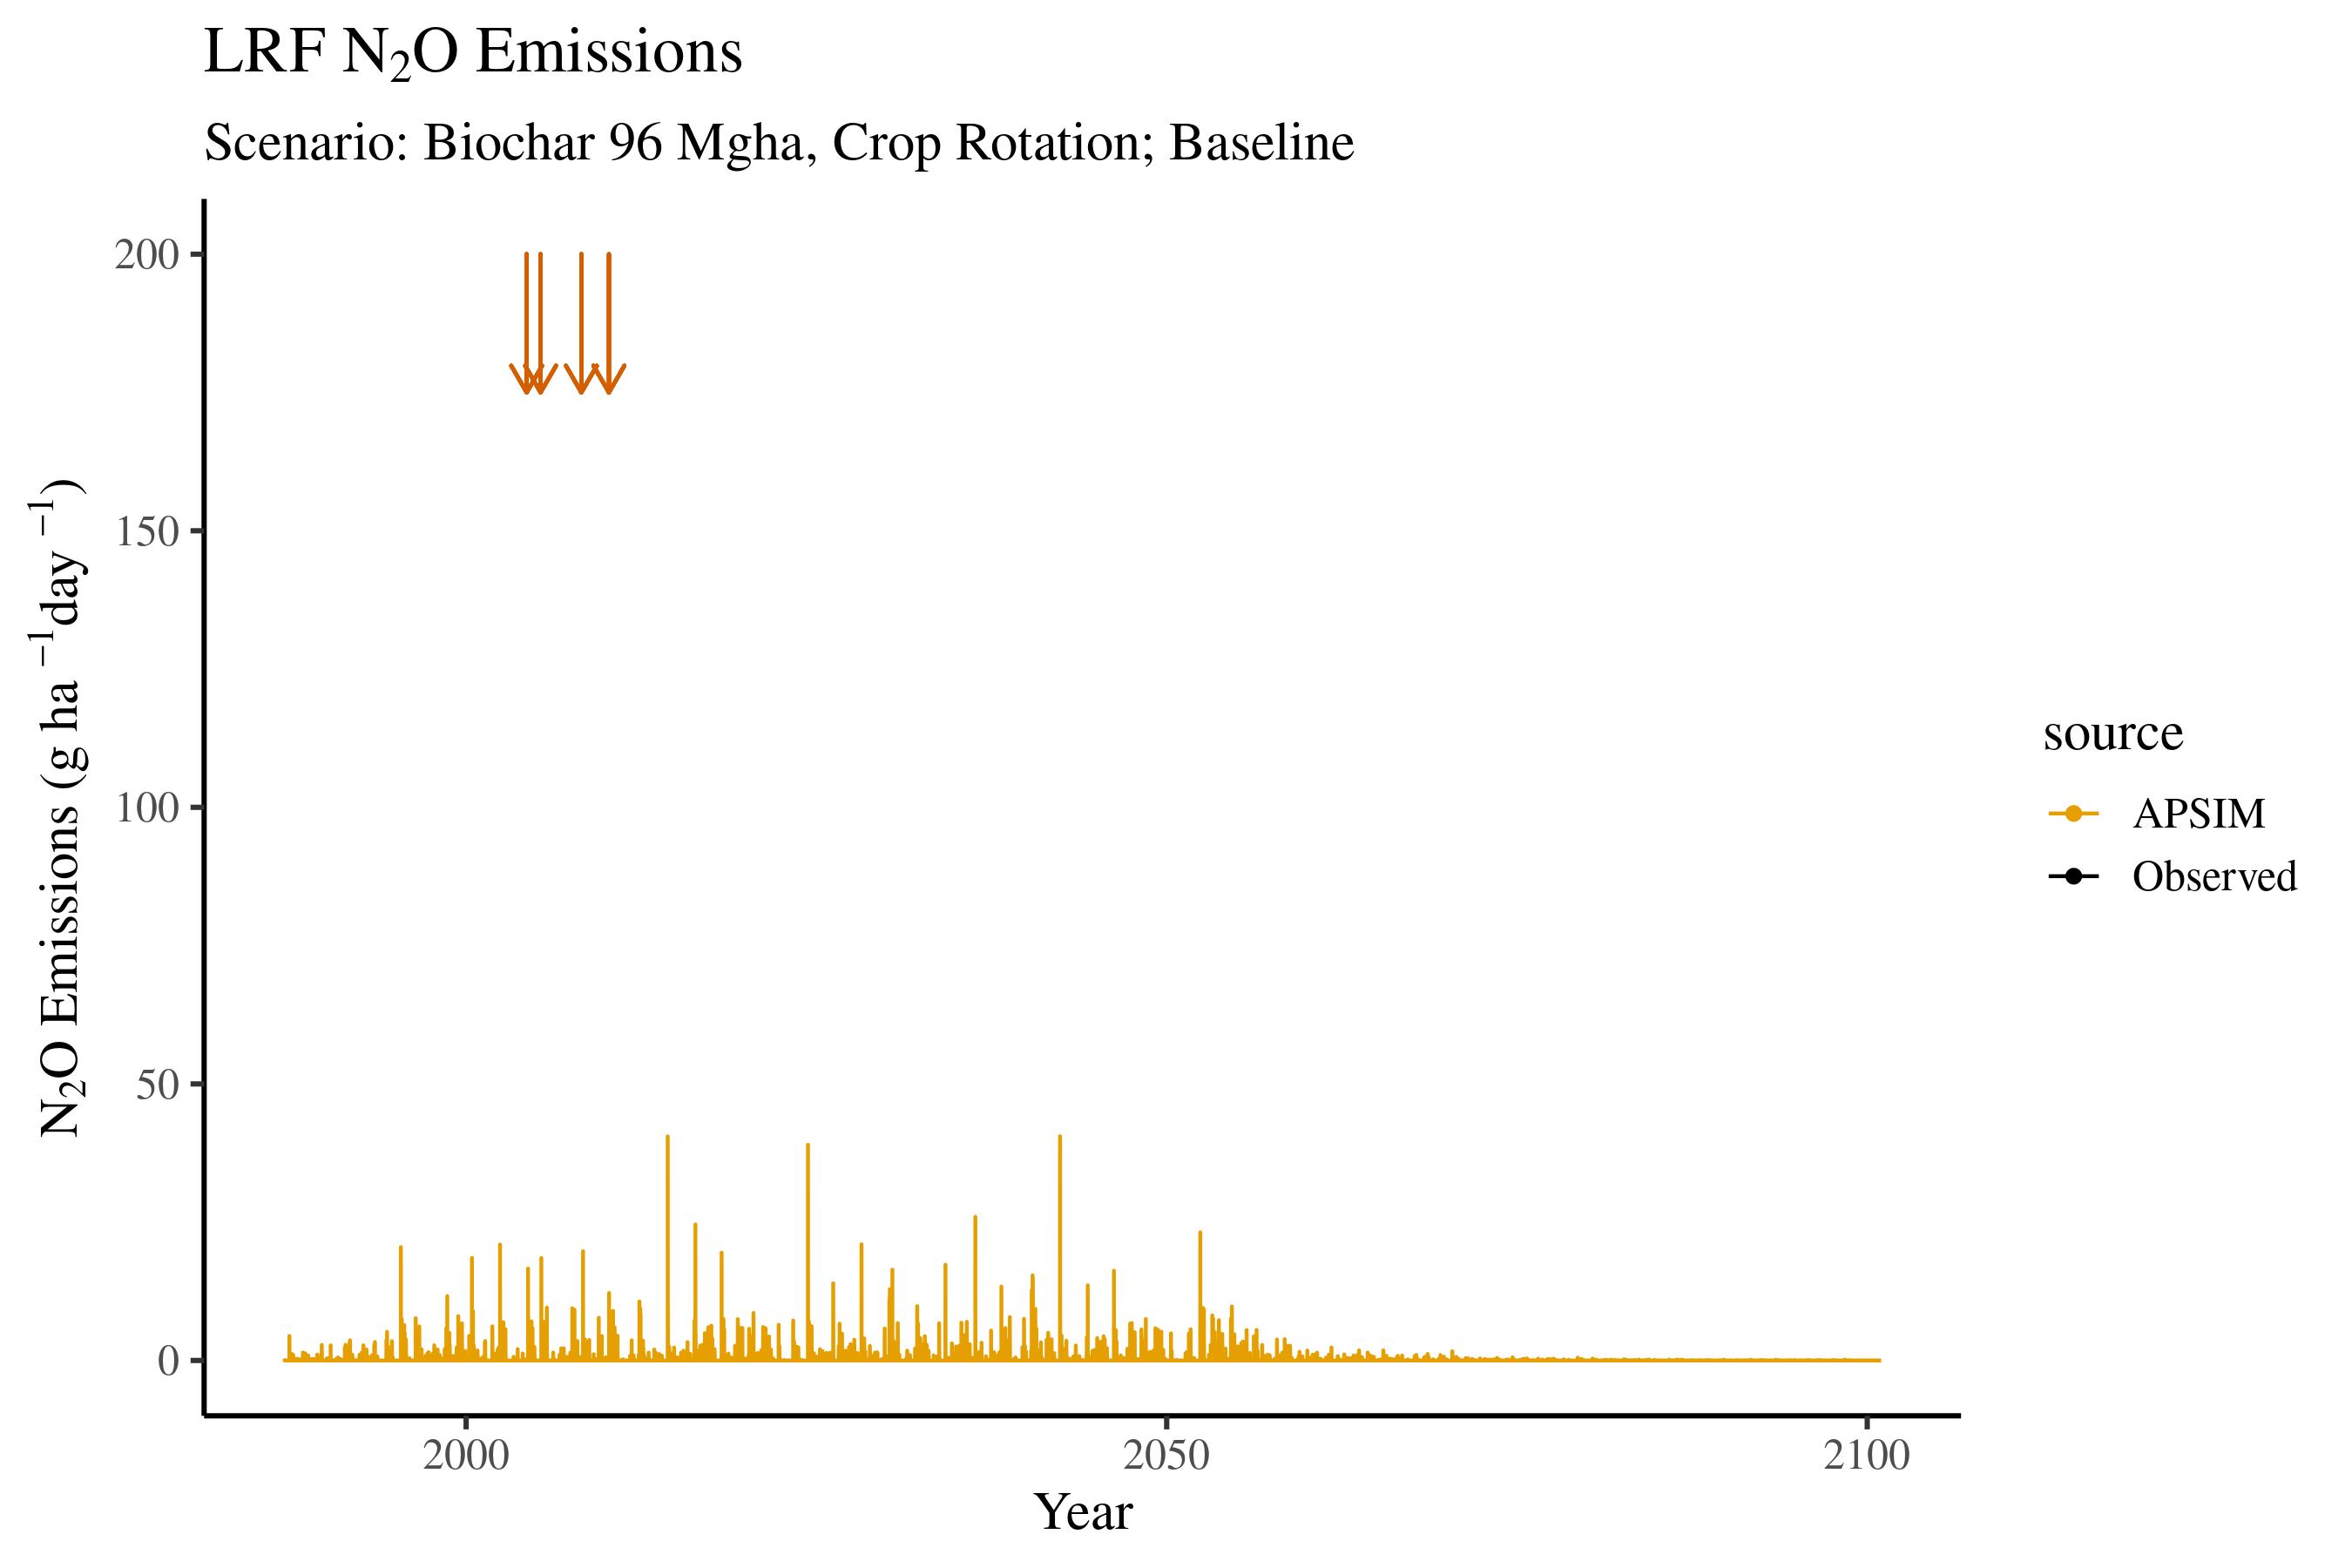 LRF N₂O Emissions
Scenario: Biochar 96 Mgha, Crop Rotation; Baseline
N₂O Emissions (g ha ⁻¹day ⁻¹)
200
150
100
50
0
2000
2050
2100
Year
source
APSIM
Observed